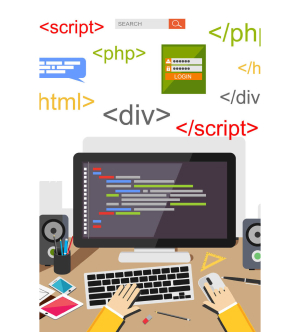 <script>
SEARCH
</php
<php>
LOGIN
</h
html>
</div
<div>
</script>